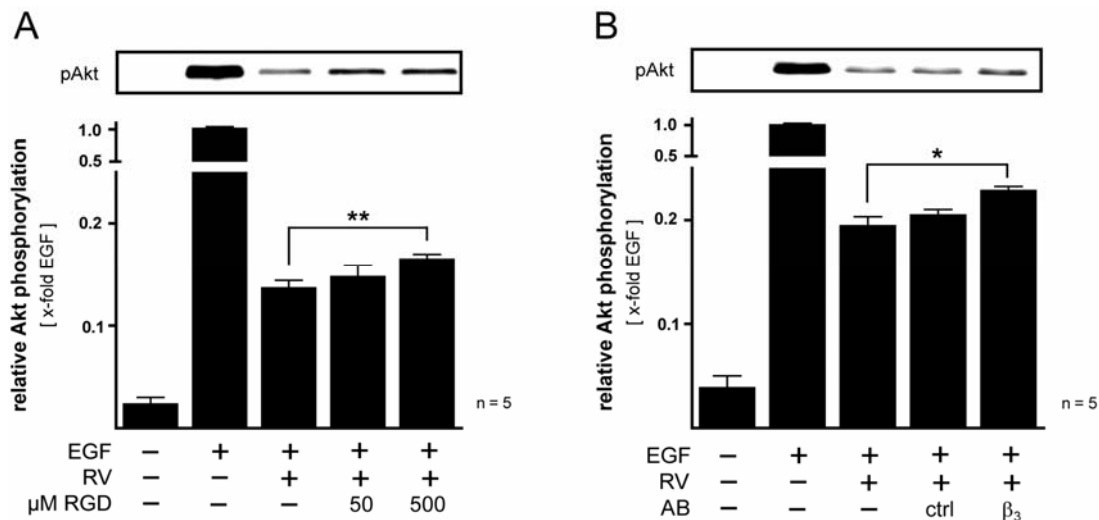 A
pAkt
relative Akt phosphorylation
[ x-fold EGF ]
1.0
0.5
0.2
0.1
**
n = 5
EGF – + + + +
RV – – + + +
µM RGD – – – 50 500
B
pAkt
relative Akt phosphorylation
[ x-fold EGF ]
1.0
0.5
0.2
0.1
*
n = 5
EGF – + + + +
RV – – + + +
AB – – – ctrl β₃